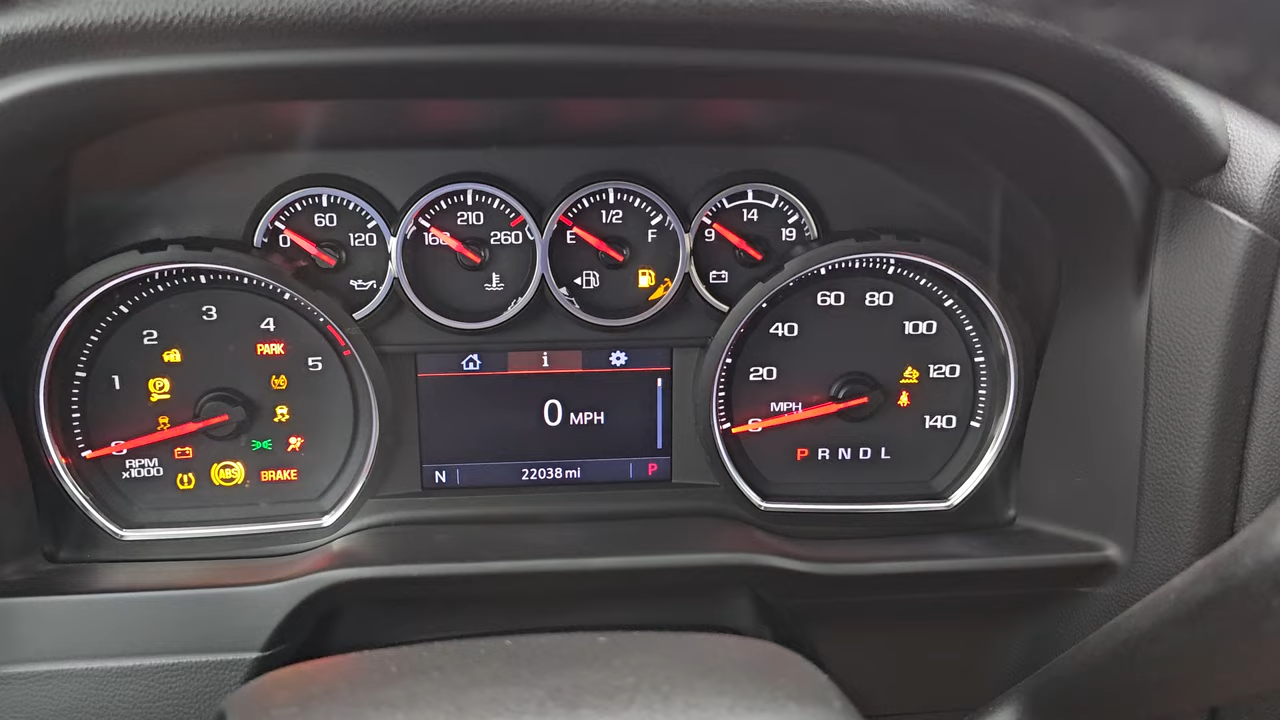 0 60 120
160 210 260
E 1/2 F
9 14 19
1 2 3 4 5
PARK
P
T/C
RPM
x1000
ABS
BRAKE
i
0 MPH
N 22038 mi P
0 20 40 60 80 100 120 140
MPH
P R N D L